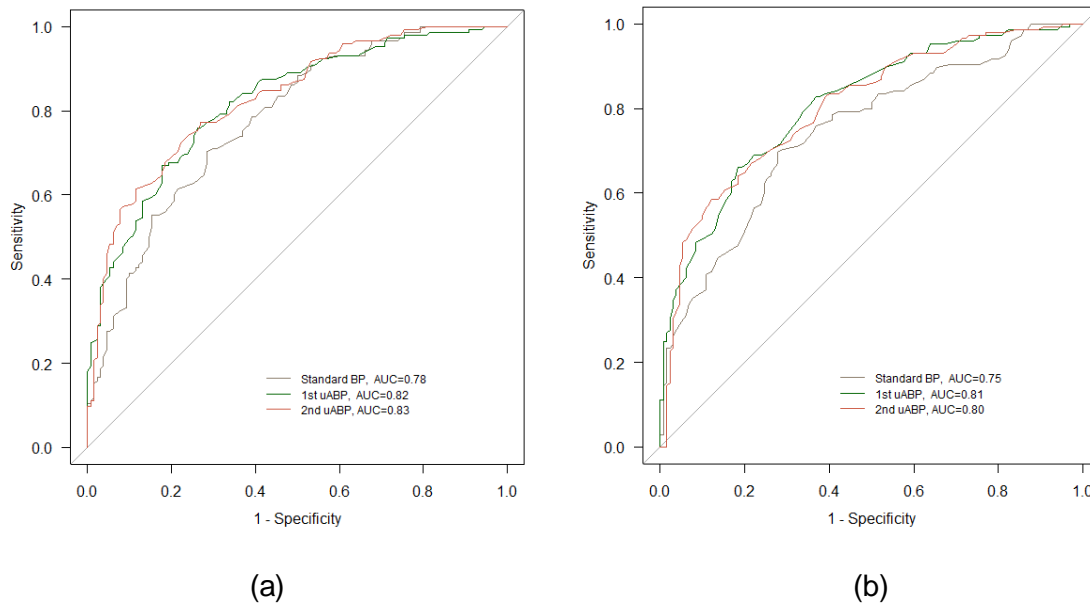 1.0
0.8
0.6
0.4
0.2
0.0
Sensitivity
Standard BP, AUC=0.78
1st uABP, AUC=0.82
2nd uABP, AUC=0.83
0.0 0.2 0.4 0.6 0.8 1.0
1 - Specificity
(a)
1.0
0.8
0.6
0.4
0.2
0.0
Sensitivity
Standard BP, AUC=0.75
1st uABP, AUC=0.81
2nd uABP, AUC=0.80
0.0 0.2 0.4 0.6 0.8 1.0
1 - Specificity
(b)